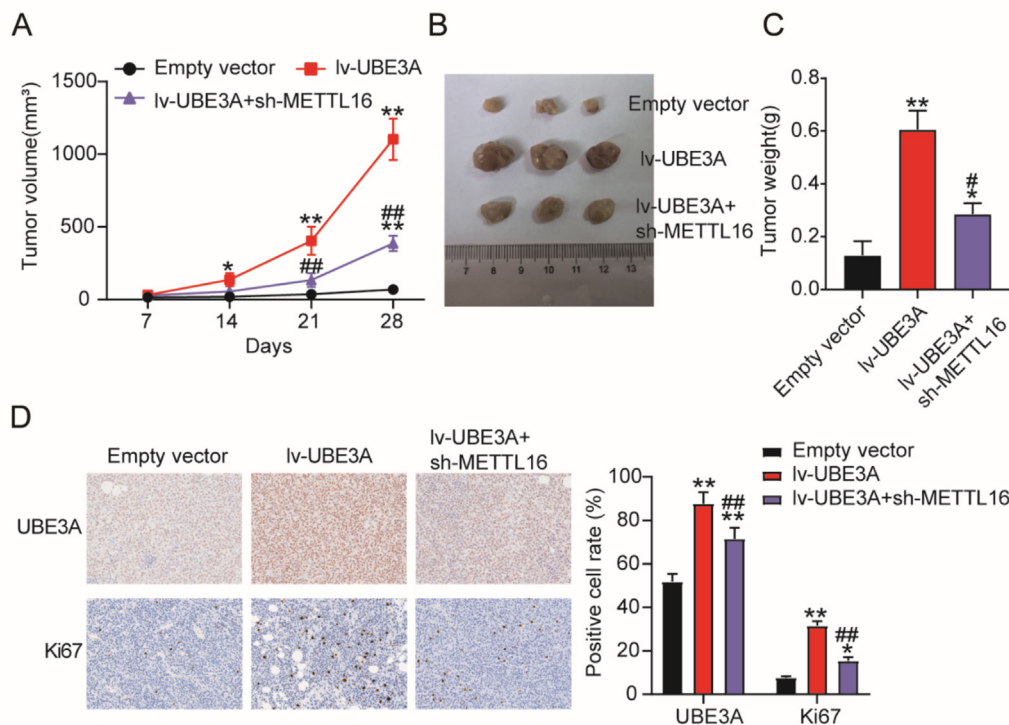 A
Empty vector
lv-UBE3A
lv-UBE3A+sh-METTL16
Tumor volume(mm³)
1500
1000
500
0
*
**
##
**
##
**
7
14
21
28
Days
B
Empty vector
lv-UBE3A
lv-UBE3A+
sh-METTL16
7
8
9
10
11
12
13
C
Tumor weight(g)
0.8
0.6
0.4
0.2
0.0
**
#
*
Empty vector
lv-UBE3A
lv-UBE3A+
sh-METTL16
D
Empty vector
lv-UBE3A
lv-UBE3A+
sh-METTL16
UBE3A
Ki67
Empty vector
lv-UBE3A
lv-UBE3A+sh-METTL16
Positive cell rate (%)
100
80
60
40
20
0
**
##
**
**
##
*
UBE3A
Ki67